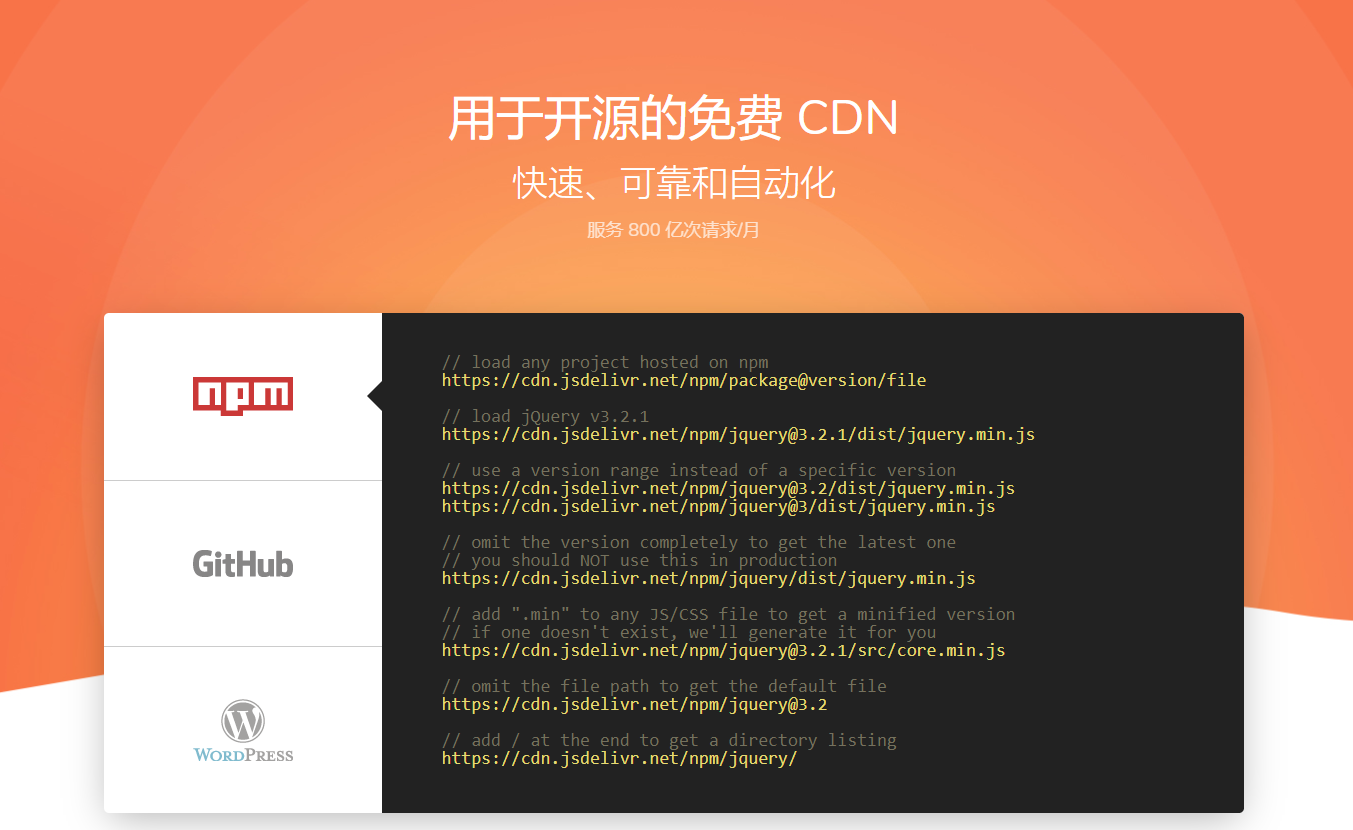 用于开源的免费 CDN
快速、可靠和自动化
服务 800 亿次请求/月
npm
GitHub
WORDPRESS
// load any project hosted on npm
https://cdn.jsdelivr.net/npm/package@version/file
// load jQuery v3.2.1
https://cdn.jsdelivr.net/npm/jquery@3.2.1/dist/jquery.min.js
// use a version range instead of a specific version
https://cdn.jsdelivr.net/npm/jquery@3.2/dist/jquery.min.js
https://cdn.jsdelivr.net/npm/jquery@3/dist/jquery.min.js
// omit the version completely to get the latest one
// you should NOT use this in production
https://cdn.jsdelivr.net/npm/jquery/dist/jquery.min.js
// add ".min" to any JS/CSS file to get a minified version
// if one doesn't exist, we'll generate it for you
https://cdn.jsdelivr.net/npm/jquery@3.2.1/src/core.min.js
// omit the file path to get the default file
https://cdn.jsdelivr.net/npm/jquery@3.2
// add / at the end to get a directory listing
https://cdn.jsdelivr.net/npm/jquery/